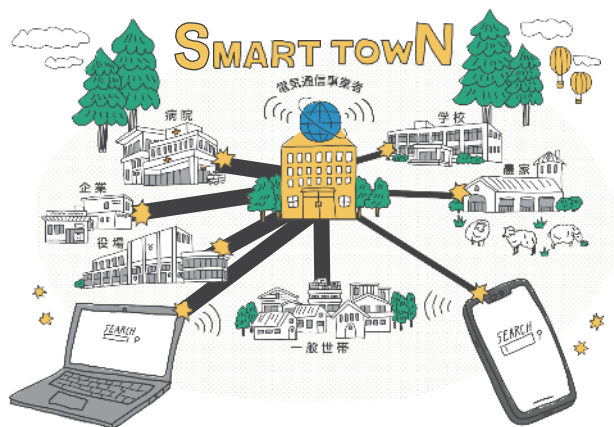 SMART TOWN
電気通信事業者
病院
学校
企業
農家
役場
SEARCH
?
SEARCH
?
一般世帯